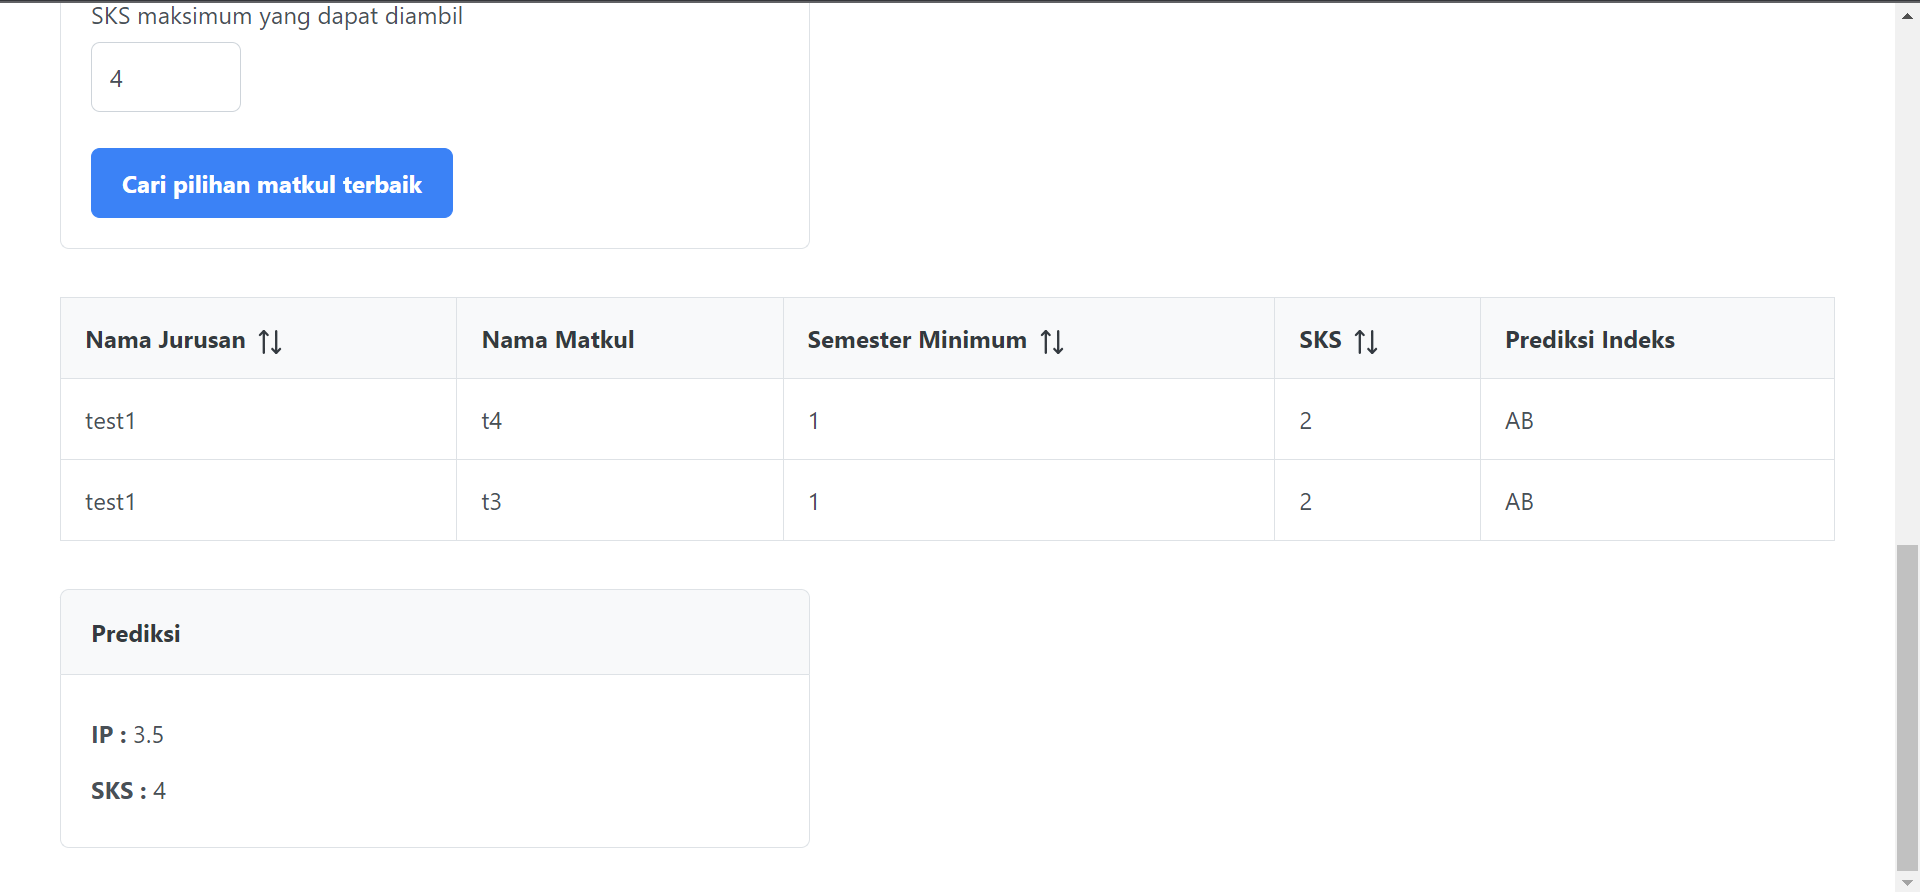 SKS maksimum yang dapat diambil
4
Cari pilihan matkul terbaik
Nama Jurusan Nama Matkul Semester Minimum SKS Prediksi Indeks
test1 t4 1 2 AB
test1 t3 1 2 AB
Prediksi
IP : 3.5
SKS : 4